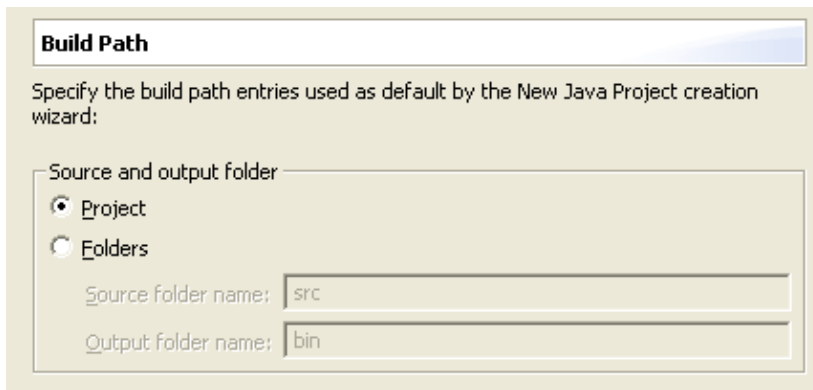 Build Path
Specify the build path entries used as default by the New Java Project creation
wizard:
Source and output folder
Project
Folders
Source folder name: src
Output folder name: bin